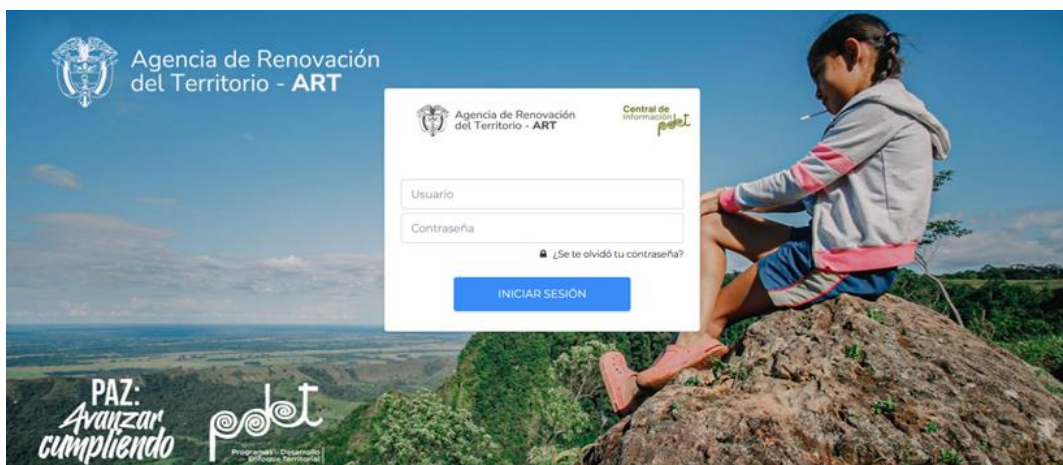 Agencia de Renovación
del Territorio - ART
Agencia de Renovación
del Territorio - ART
Central de
información
pdet
Usuario
Contraseña
¿Se te olvidó tu contraseña?
INICIAR SESIÓN
PAZ:
Avanzar
cumpliendo
pdet
Programas de Desarrollo
con Enfoque Territorial